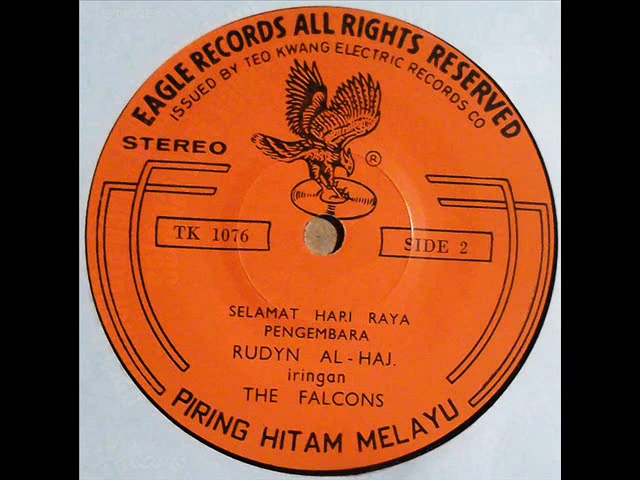 EAGLE RECORDS ALL RIGHTS RESERVED
ISSUED BY TEO KWANG ELECTRIC RECORDS CO
STEREO
®
TK 1076
SIDE 2
SELAMAT HARI RAYA
PENGEMBARA
RUDYN AL-HAJ.
iringan
THE FALCONS
PIRING HITAM MELAYU